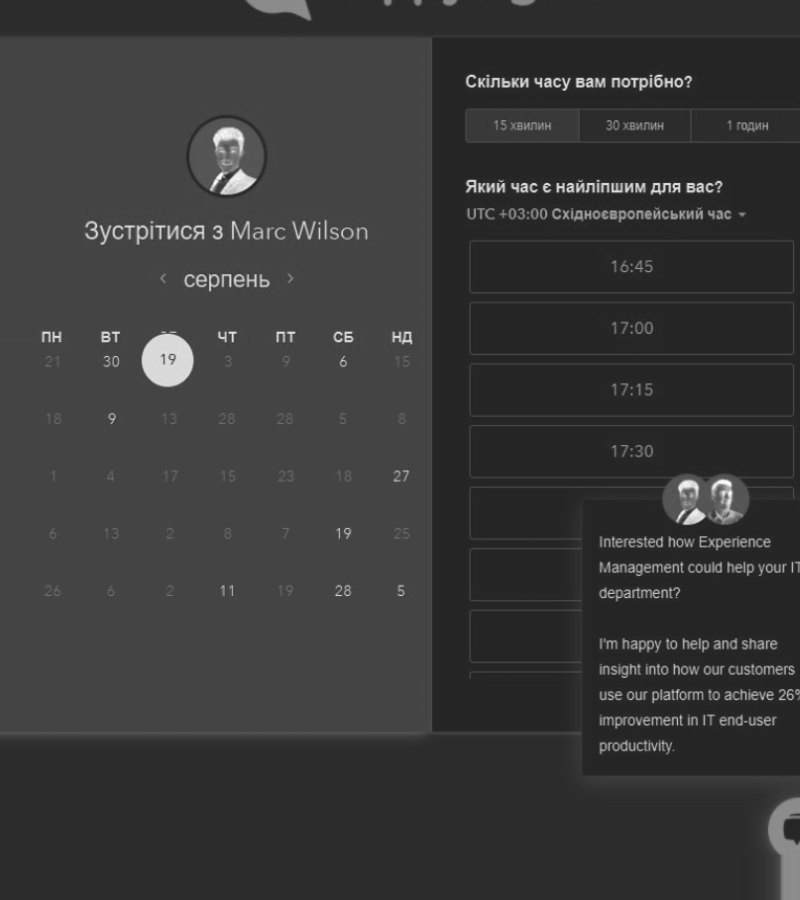 Зустрітися з Marc Wilson
серпень
ПН ВТ ЧТ ПТ СБ НД
21 30 19 3 9 6 15
18 9 13 28 28 5 8
1 4 17 15 23 18 27
6 13 2 8 7 19 25
26 6 2 11 19 28 5
Скільки часу вам потрібно?
15 хвилин 30 хвилин 1 годин
Який час є найліпшим для вас?
UTC +03:00 Східноєвропейський час
16:45
17:00
17:15
17:30
Interested how Experience
Management could help your IT
department?
I'm happy to help and share
insight into how our customers
use our platform to achieve 26%
improvement in IT end-user
productivity.